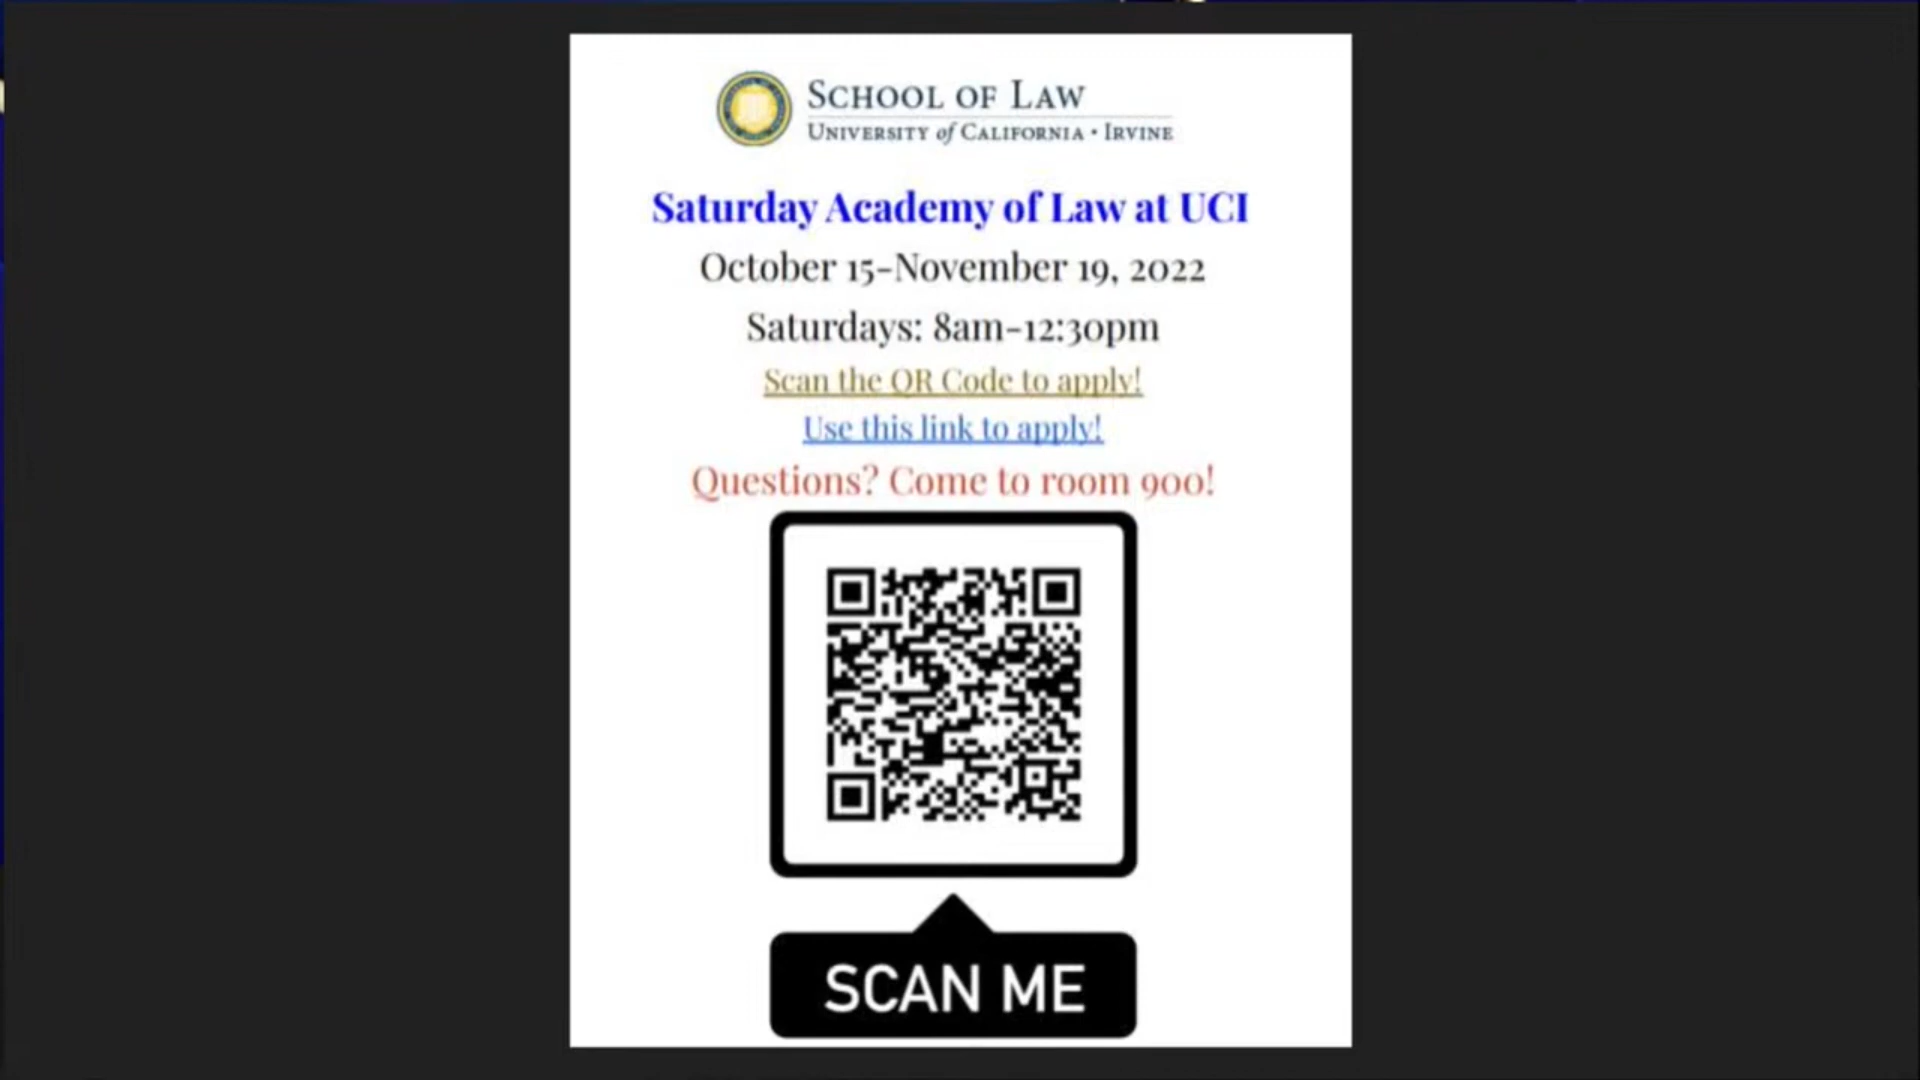 SCHOOL OF LAW
UNIVERSITY of CALIFORNIA • IRVINE
Saturday Academy of Law at UCI
October 15-November 19, 2022
Saturdays: 8am-12:30pm
Scan the QR Code to apply!
Use this link to apply!
Questions? Come to room 900!
SCAN ME